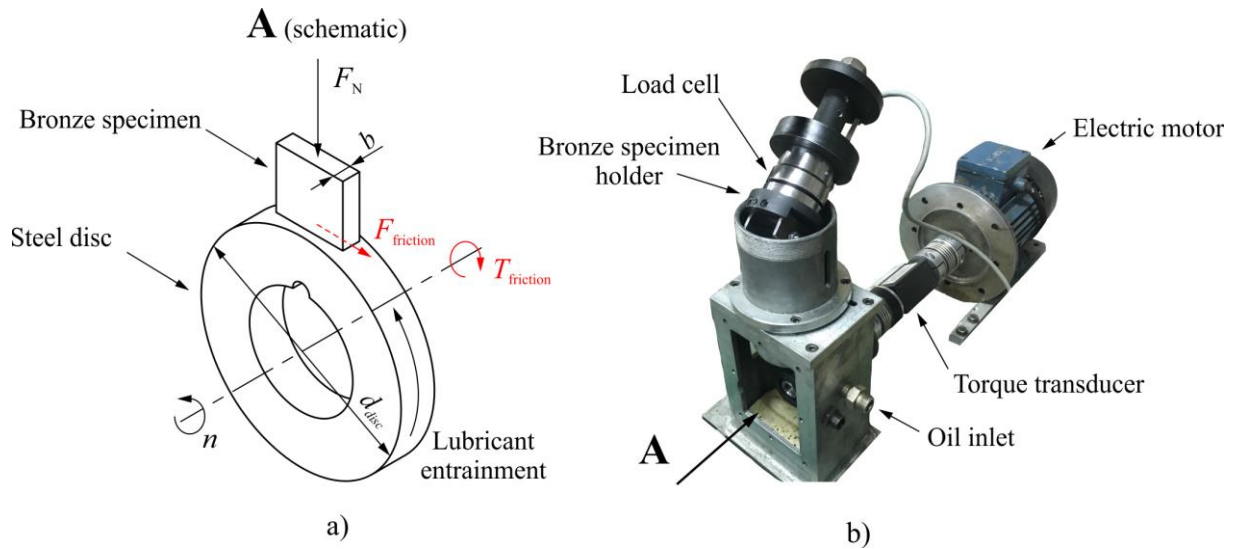 A (schematic)
F_N
Bronze specimen
b
Steel disc
F_friction
T_friction
d_disc
n
Lubricant
entrainment
a)
Load cell
Bronze specimen
holder
Electric motor
Torque transducer
Oil inlet
A
b)